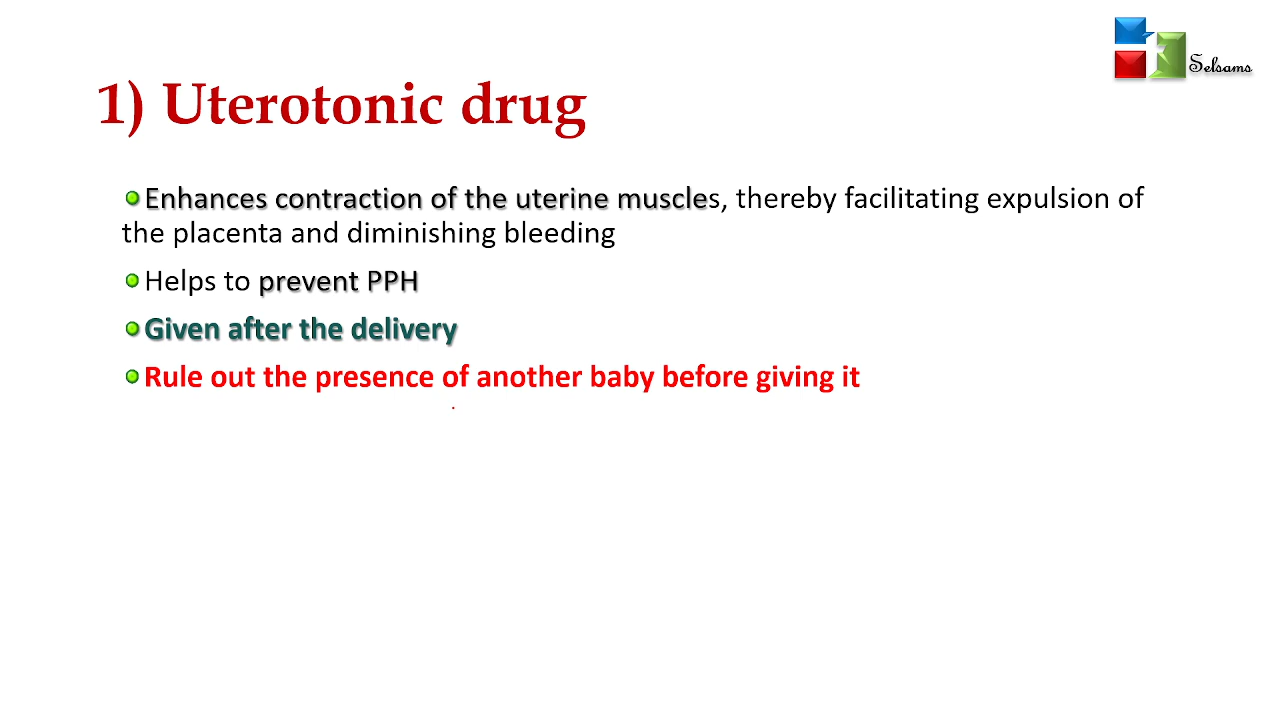 Selsams
1) Uterotonic drug
Enhances contraction of the uterine muscles, thereby facilitating expulsion of
the placenta and diminishing bleeding
Helps to prevent PPH
Given after the delivery
Rule out the presence of another baby before giving it